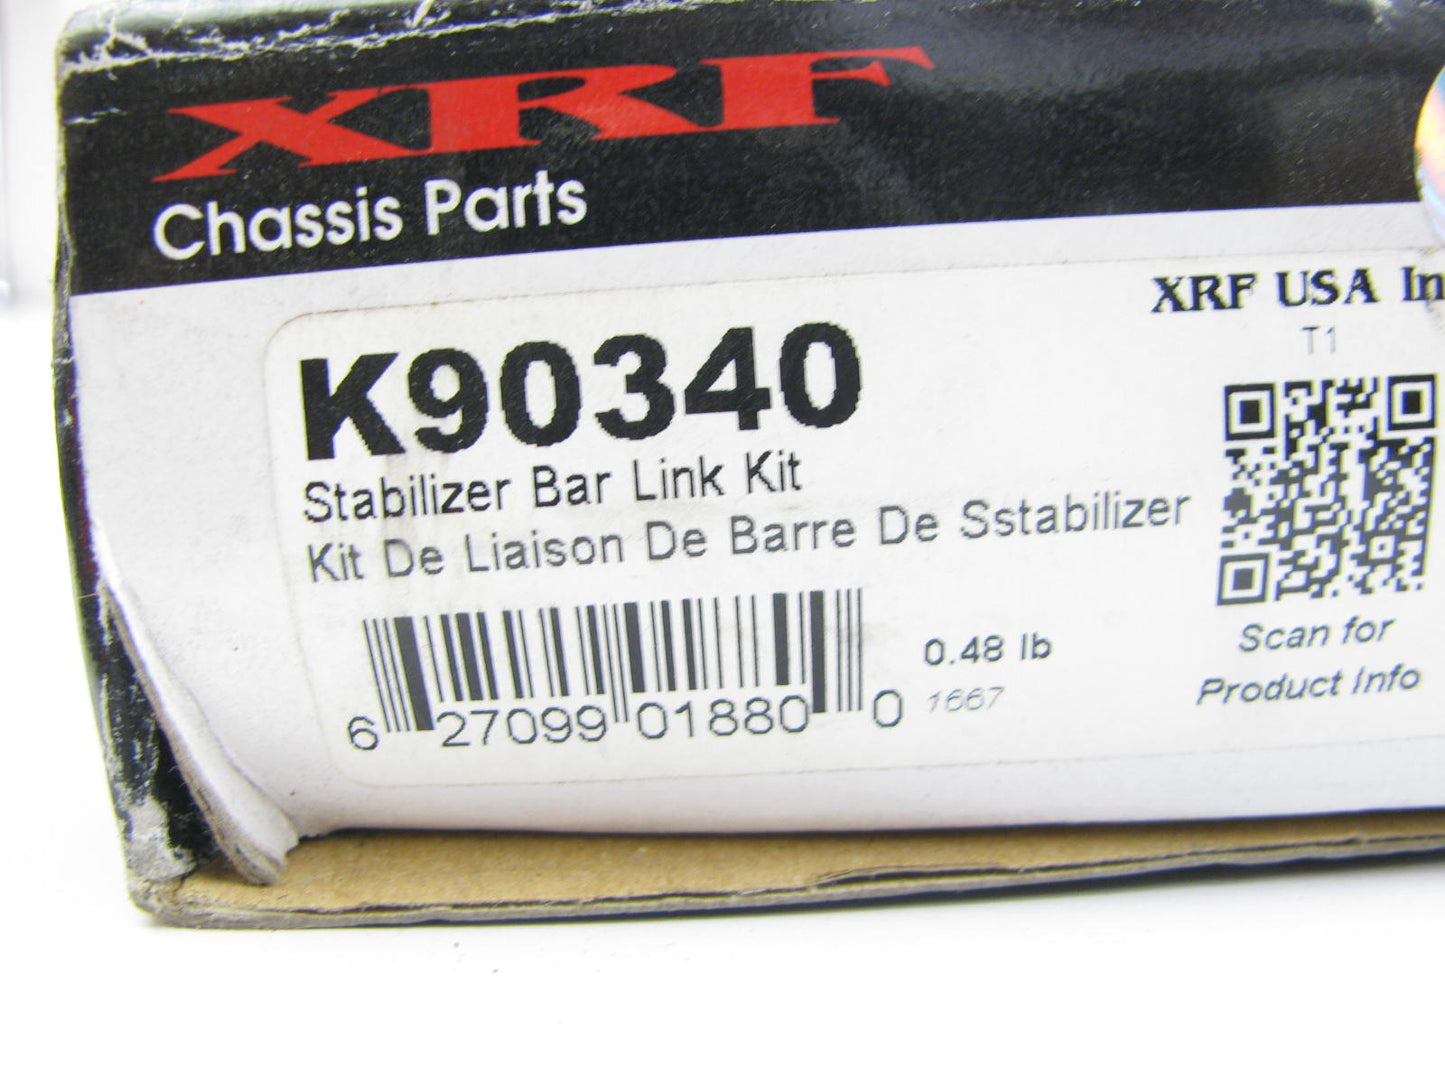 XRF
Chassis Parts
XRF USA In
T1
K90340
Stabilizer Bar Link Kit
Kit De Liaison De Barre De Sstabilizer
Scan for
Product Info
0.48 lb
1667
6 27099 01880 0